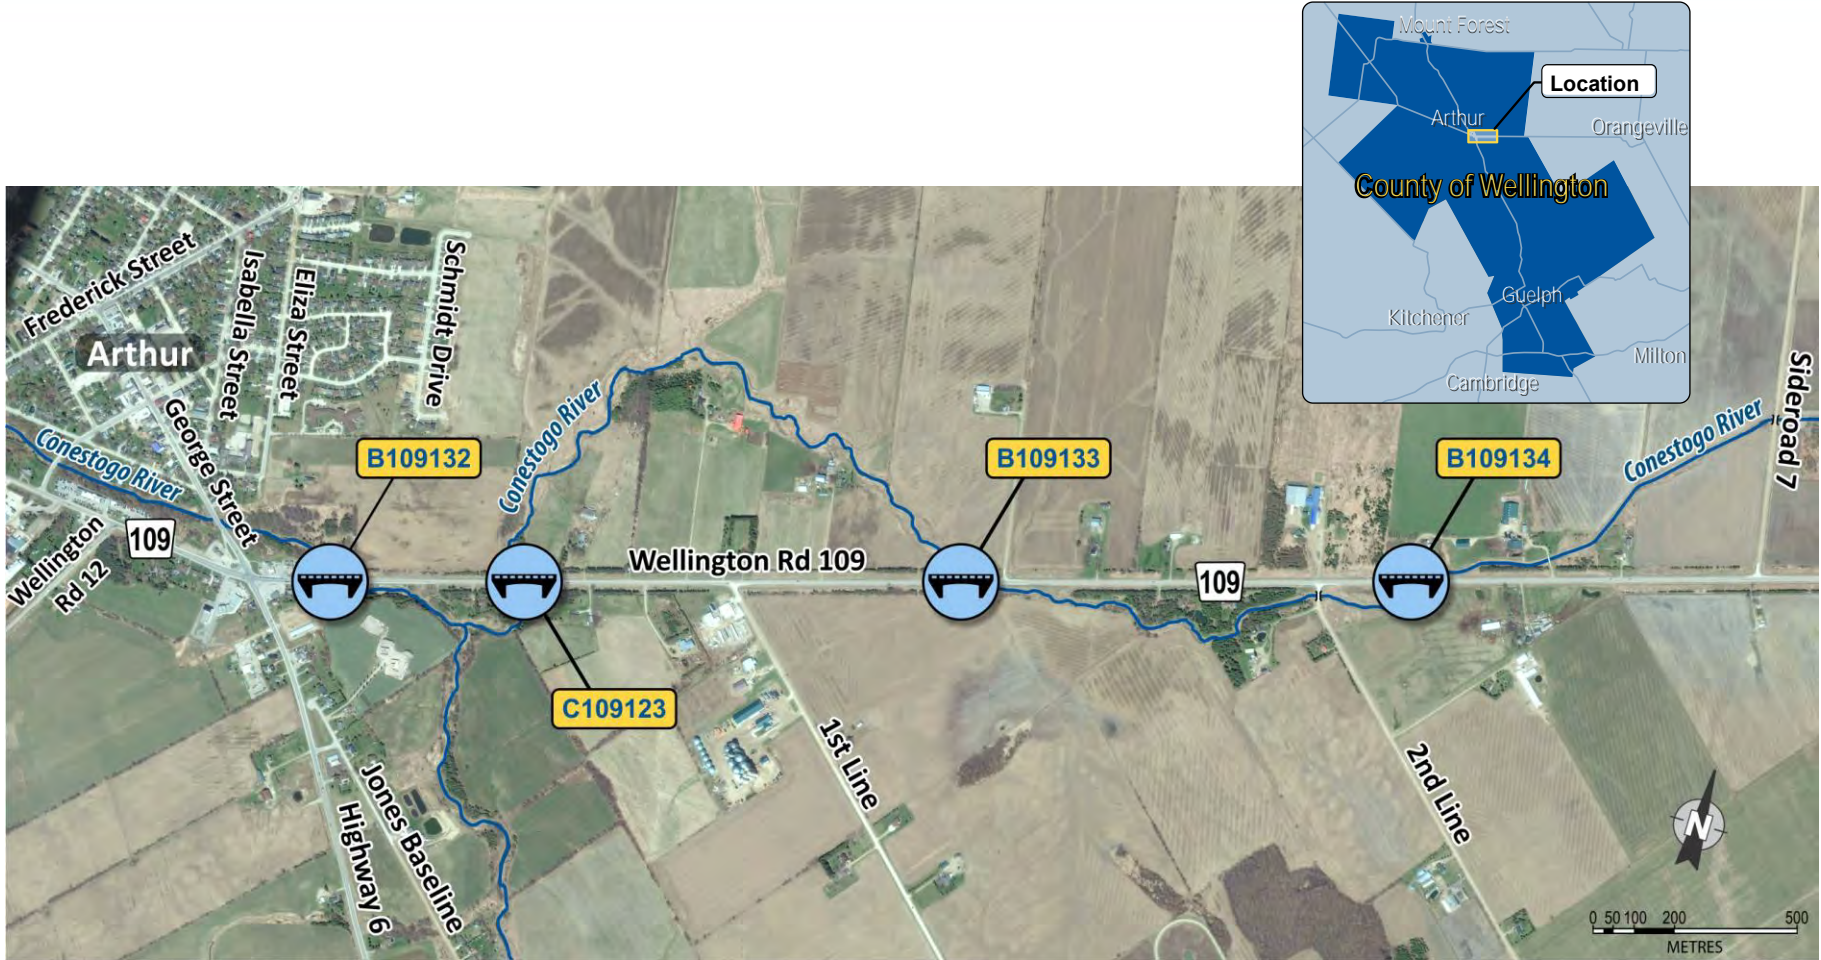 Mount Forest
Location
Arthur
Orangeville
County of Wellington
Guelph
Kitchener
Milton
Cambridge
Frederick Street
Isabella Street
Eliza Street
Schmidt Drive
Arthur
George Street
Conestogo River
Conestogo River
Conestogo River
Sideroad 7
B109132
B109133
B109134
109
Wellington
Rd 12
Wellington Rd 109
109
C109123
1st Line
2nd Line
Jones Baseline
Highway 6
N
0 50 100 200 500
METRES